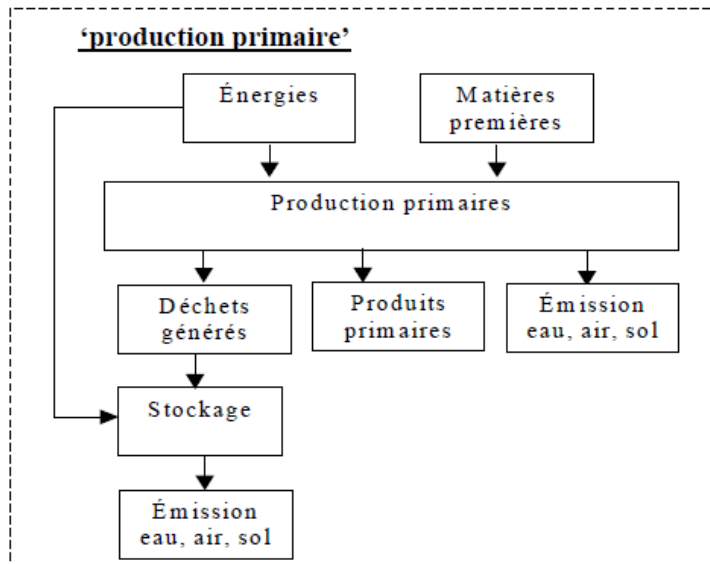 ‘production primaire’
Énergies
Matières
premières
Production primaires
Déchets
générés
Produits
primaires
Émission
eau, air, sol
Stockage
Émission
eau, air, sol